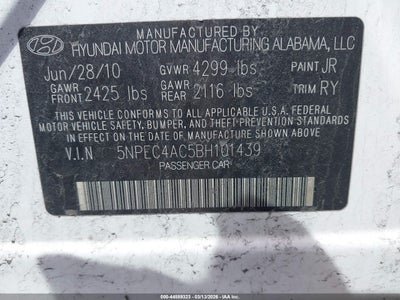 HYUNDAI MOTOR MANUFACTURING ALABAMA, LLC
Jun/28/10 GVWR 4299 lbs PAINT JR
GAWR FRONT 2425 lbs GAWR REAR 2116 lbs TRIM RY
THIS VEHICLE CONFORMS TO ALL APPLICABLE FEDERAL
MOTOR VEHICLE SAFETY, BUMPER, AND THEFT PREVENTION STANDARDS
IN EFFECT ON THE DATE OF MANUFACTURE SHOWN ABOVE.
V.I.N 5NPEC4AC5BH101439
PASSENGER CAR